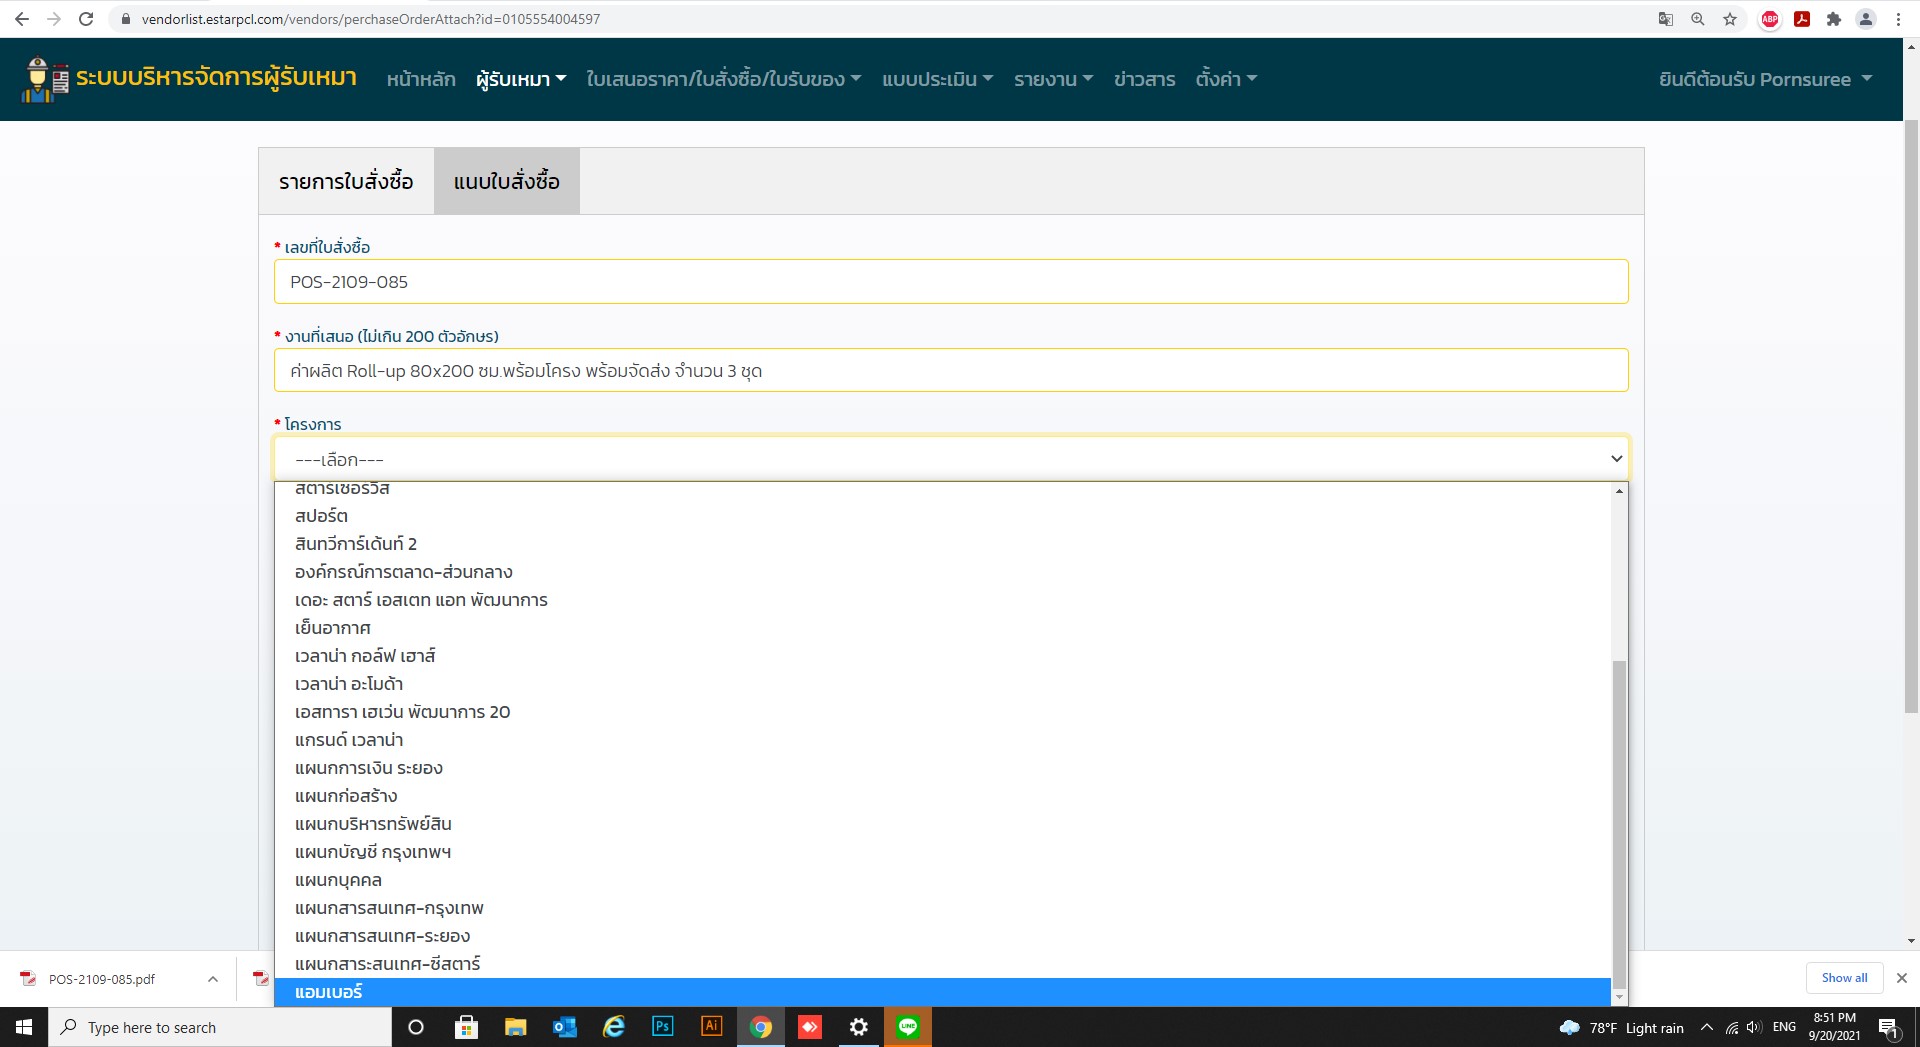 vendorlist.estarpcl.com/vendors/perchaseOrderAttach?id=0105554004597
ABP
ระบบบริหารจัดการผู้รับเหมา
หน้าหลัก
ผู้รับเหมา
ใบเสนอราคา/ใบสั่งซื้อ/ใบรับของ
แบบประเมิน
รายงาน
ข่าวสาร
ตั้งค่า
ยินดีต้อนรับ Pornsuree
รายการใบสั่งซื้อ
แนบใบสั่งซื้อ
* เลขที่ใบสั่งซื้อ
POS-2109-085
* งานที่เสนอ (ไม่เกิน 200 ตัวอักษร)
ค่าผลิต Roll-up 80x200 ซม.พร้อมโครง พร้อมจัดส่ง จำนวน 3 ชุด
* โครงการ
---เลือก---
สตาร์เซอร์วิส
สปอร์ต
สินทวีการ์เด้นท์ 2
องค์กรณ์การตลาด-ส่วนกลาง
เดอะ สตาร์ เอสเตท แอท พัฒนาการ
เย็นอากาศ
เวลาน่า กอล์ฟ เฮาส์
เวลาน่า อะโมด้า
เอสทารา เฮเว่น พัฒนาการ 20
แกรนด์ เวลาน่า
แผนกการเงิน ระยอง
แผนกก่อสร้าง
แผนกบริหารทรัพย์สิน
แผนกบัญชี กรุงเทพฯ
แผนกบุคคล
แผนกสารสนเทศ-กรุงเทพ
แผนกสารสนเทศ-ระยอง
แผนกสาระสนเทศ-ซีสตาร์
แอมเบอร์
POS-2109-085.pdf
Show all
Type here to search
Ps
Ai
LINE
78°F Light rain
ENG
8:51 PM
9/20/2021
1